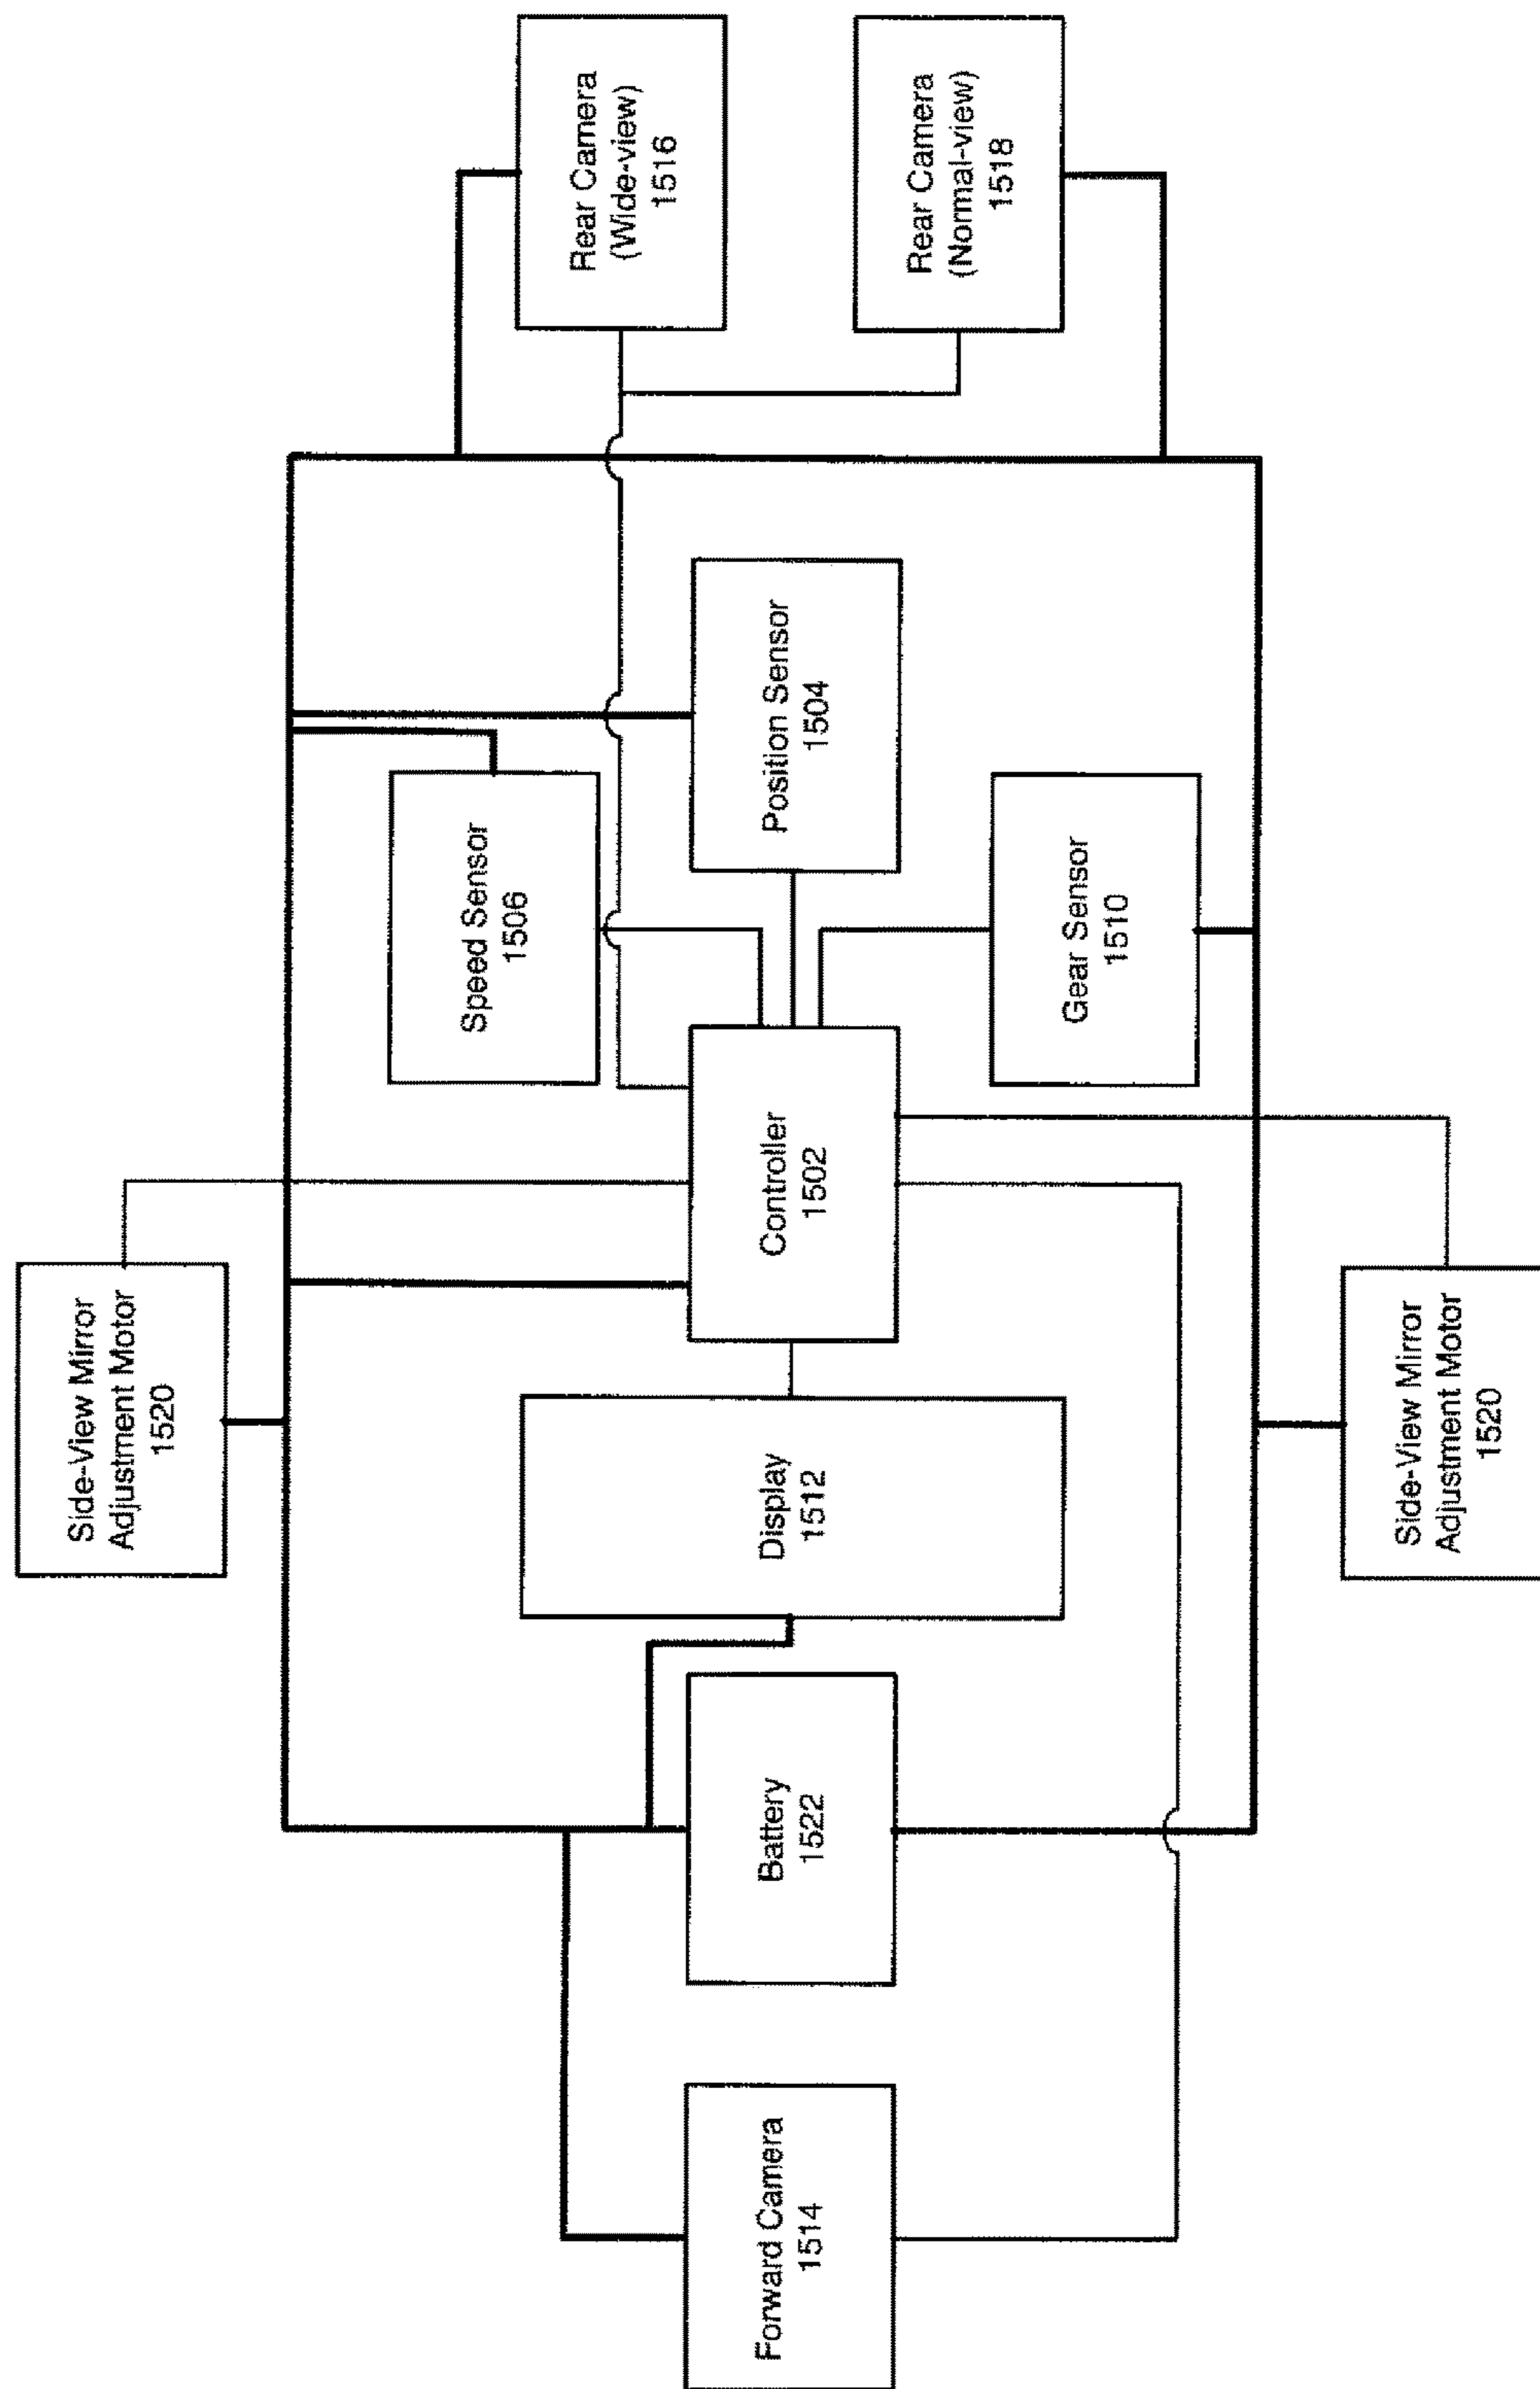 Side-View Mirror
Adjustment Motor
1520
Rear Camera
(Wide-view)
1516
Speed Sensor
1506
Forward Camera
1514
Battery
1522
Display
1512
Controller
1502
Position Sensor
1504
Rear Camera
(Normal-view)
1518
Gear Sensor
1510
Side-View Mirror
Adjustment Motor
1520